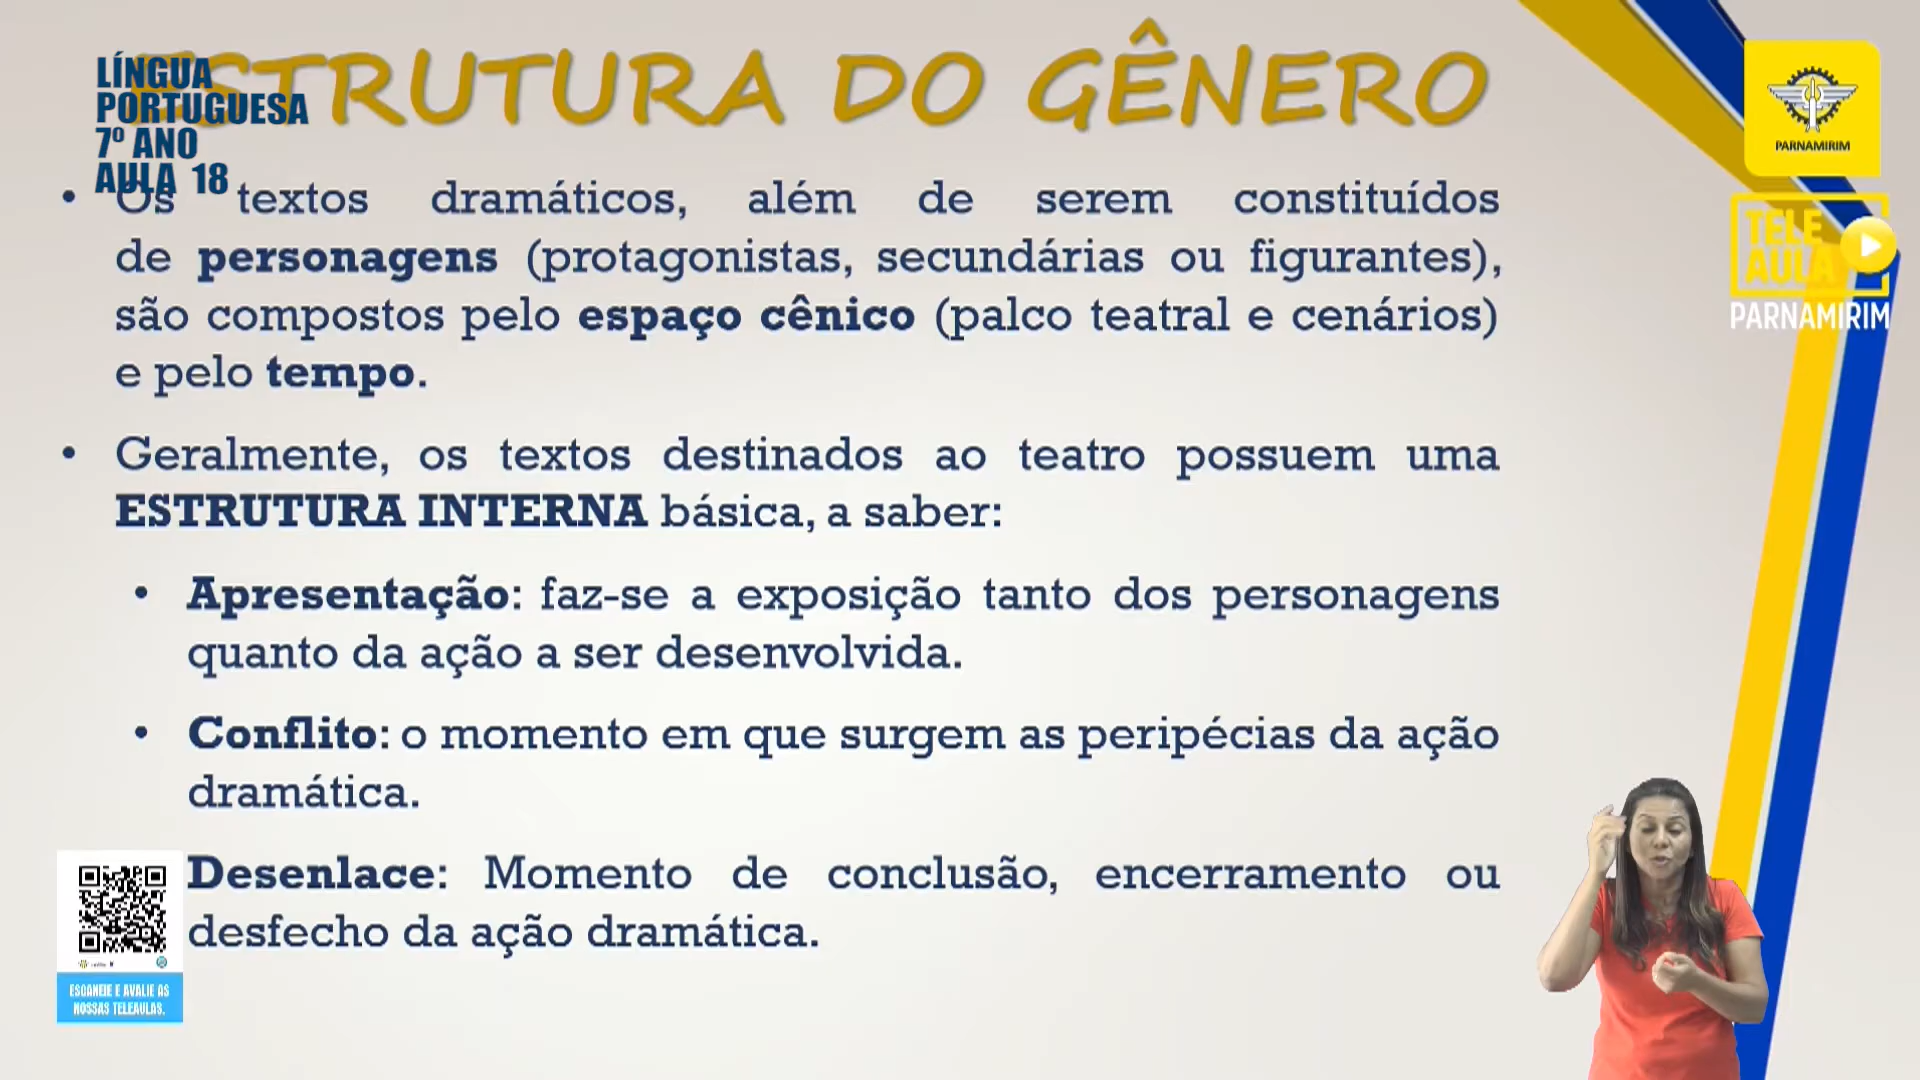 ESTRUTURA DO GÊNERO
LÍNGUA
PORTUGUESA
7º ANO
AULA 18
• Os textos dramáticos, além de serem constituídos
de personagens (protagonistas, secundárias ou figurantes),
são compostos pelo espaço cênico (palco teatral e cenários)
e pelo tempo.
• Geralmente, os textos destinados ao teatro possuem uma
ESTRUTURA INTERNA básica, a saber:
• Apresentação: faz-se a exposição tanto dos personagens
quanto da ação a ser desenvolvida.
• Conflito: o momento em que surgem as peripécias da ação
dramática.
Desenlace: Momento de conclusão, encerramento ou
desfecho da ação dramática.
ESCANEIE E AVALIE AS
NOSSAS TELEAULAS.
PARNAMIRIM
TELE
AULA
PARNAMIRIM